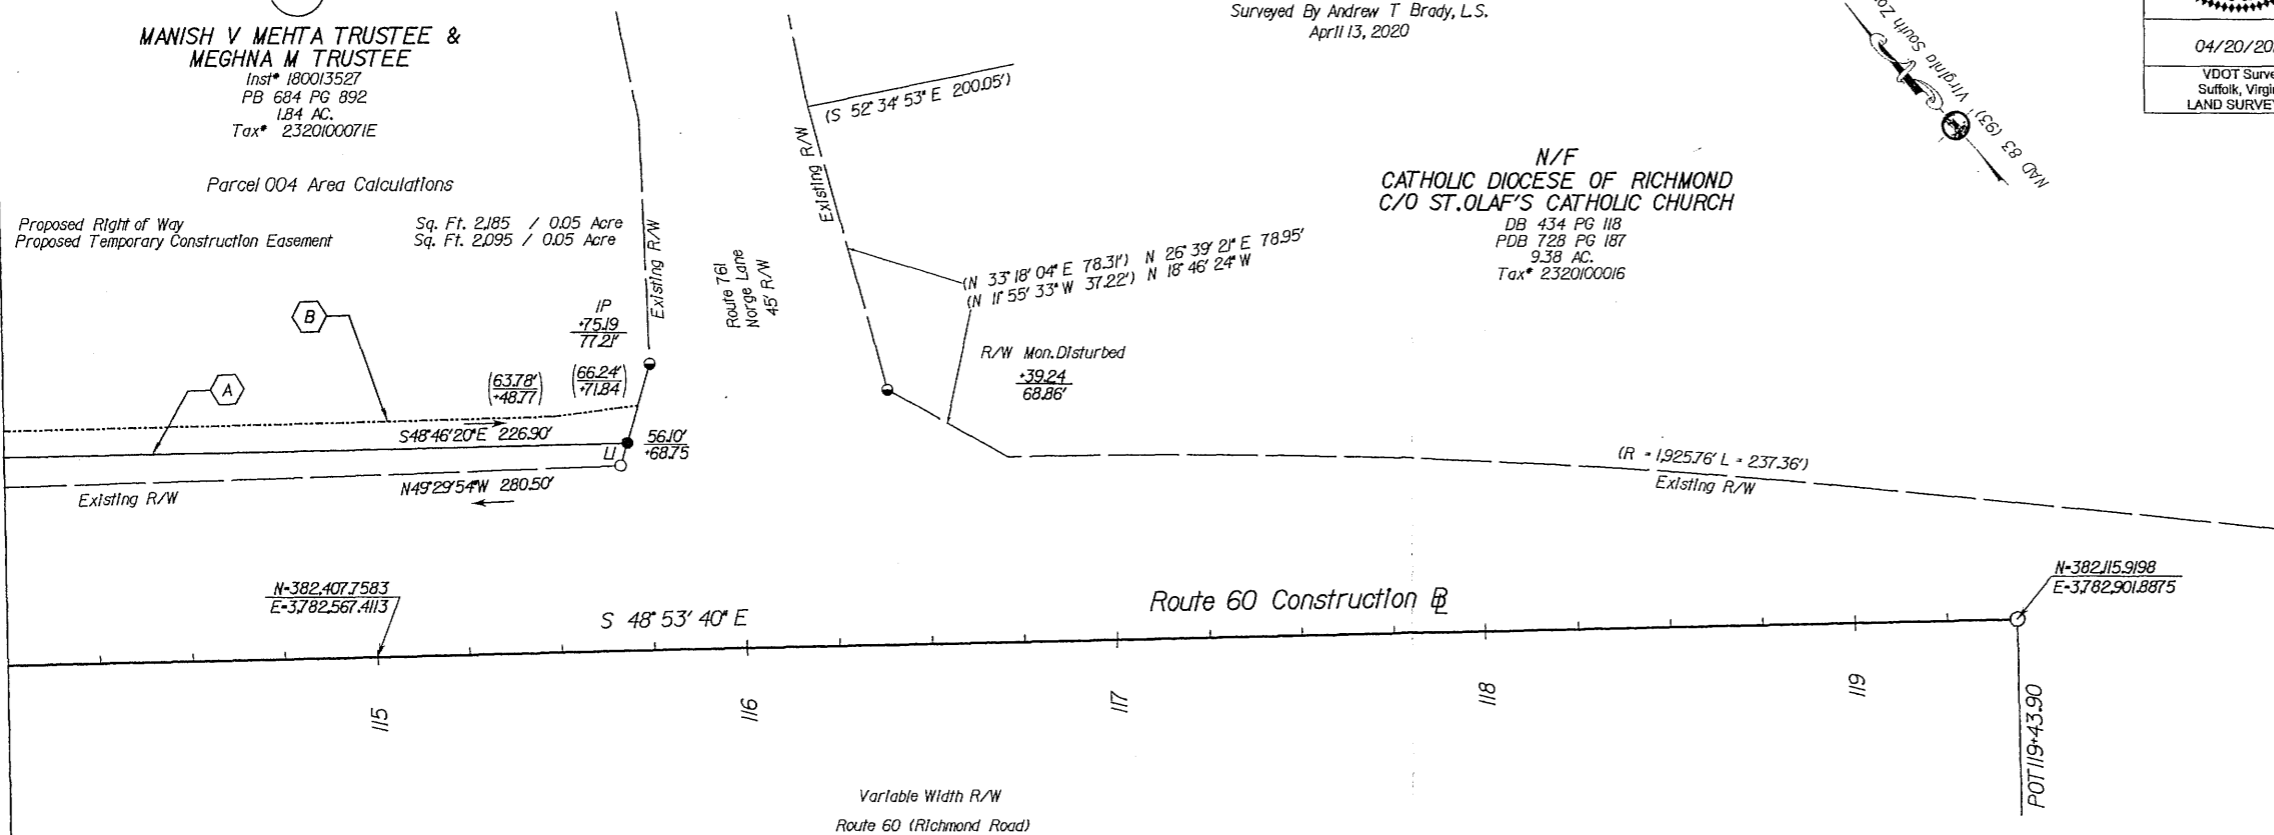 Surveyed By Andrew T Brady, L.S.
April 13, 2020
MANISH V MEHTA TRUSTEE &
MEGHNA M TRUSTEE
Inst* 180013527
PB 684 PG 892
1.84 AC.
Tax* 2320100071E
Parcel 004 Area Calculations
Proposed Right of Way Sq. Ft. 2,185 / 0.05 Acre
Proposed Temporary Construction Easement Sq. Ft. 2,095 / 0.05 Acre
04/20/20
VDOT Surve
Suffolk, Virgi
LAND SURVE
NAD 83 (93)' Virginia South Zo
(S 52° 34' 53" E 200.05')
Existing R/W
Existing R/W
Route 761
Norge Lane
45' R/W
N/F
CATHOLIC DIOCESE OF RICHMOND
C/O ST.OLAF'S CATHOLIC CHURCH
DB 434 PG 118
PDB 728 PG 187
9.38 AC.
Tax* 2320100016
(N 33° 18' 04" E 78.31') N 26° 39' 21" E 78.95'
(N 11° 55' 33" W 37.22') N 18° 46' 24" W
B
A
IP
+75.19
77.21'
(63.78'
+48.77)
(66.24'
+71.84)
R/W Mon. Disturbed
+39.24
68.86'
S48°46'20"E 226.90'
L1
56.10'
+68.75
Existing R/W
N49°29'54"W 280.50'
(R = 1,925.76' L = 237.36')
Existing R/W
N=382,407.7583
E=3,782,567.4113
S 48° 53' 40" E
Route 60 Construction BL
N=382,115.9198
E=3,782,901.8875
115
116
117
118
119
POT 119+43.90
Variable Width R/W
Route 60 (Richmond Road)